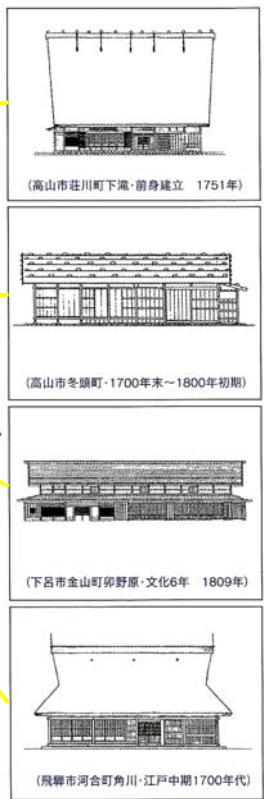 (高山市荘川町下滝・前身建立　1751年)
(高山市冬頭町・1700年末～1800年初期)
(下呂市金山町卯野原・文化6年　1809年)
(飛騨市河合町角川・江戸中期1700年代)